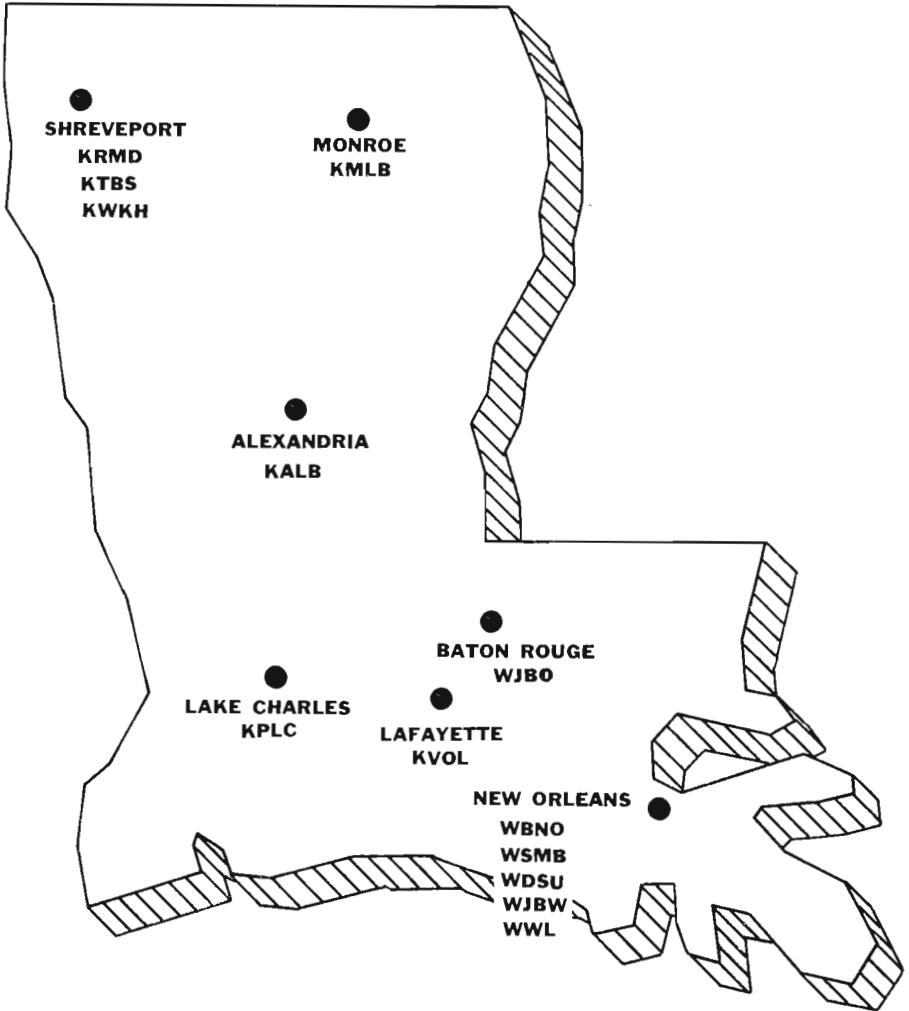 SHREVEPORT
KRMD
KTBS
KWKH
MONROE
KMLB
ALEXANDRIA
KALB
BATON ROUGE
WJBO
LAKE CHARLES
KPLC
LAFAYETTE
KVOL
NEW ORLEANS
WBNO
WSMB
WDSU
WJBW
WWL